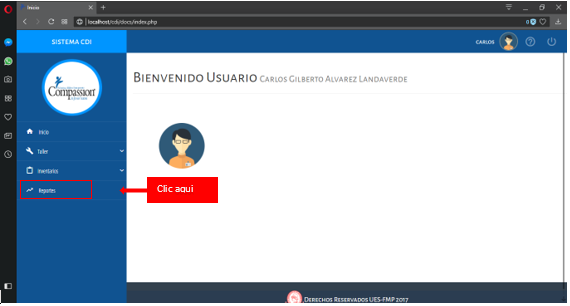 Inicio
localhost/cdi/docs/index.php
SISTEMA CDI
CARLOS
Compassion
BIENVENIDO USUARIO CARLOS GILBERTO ALVAREZ LANDAVERDE
Inicio
Taller
Inventarios
Reportes
Clic aqui
DERECHOS RESERVADOS UES-FMP 2017